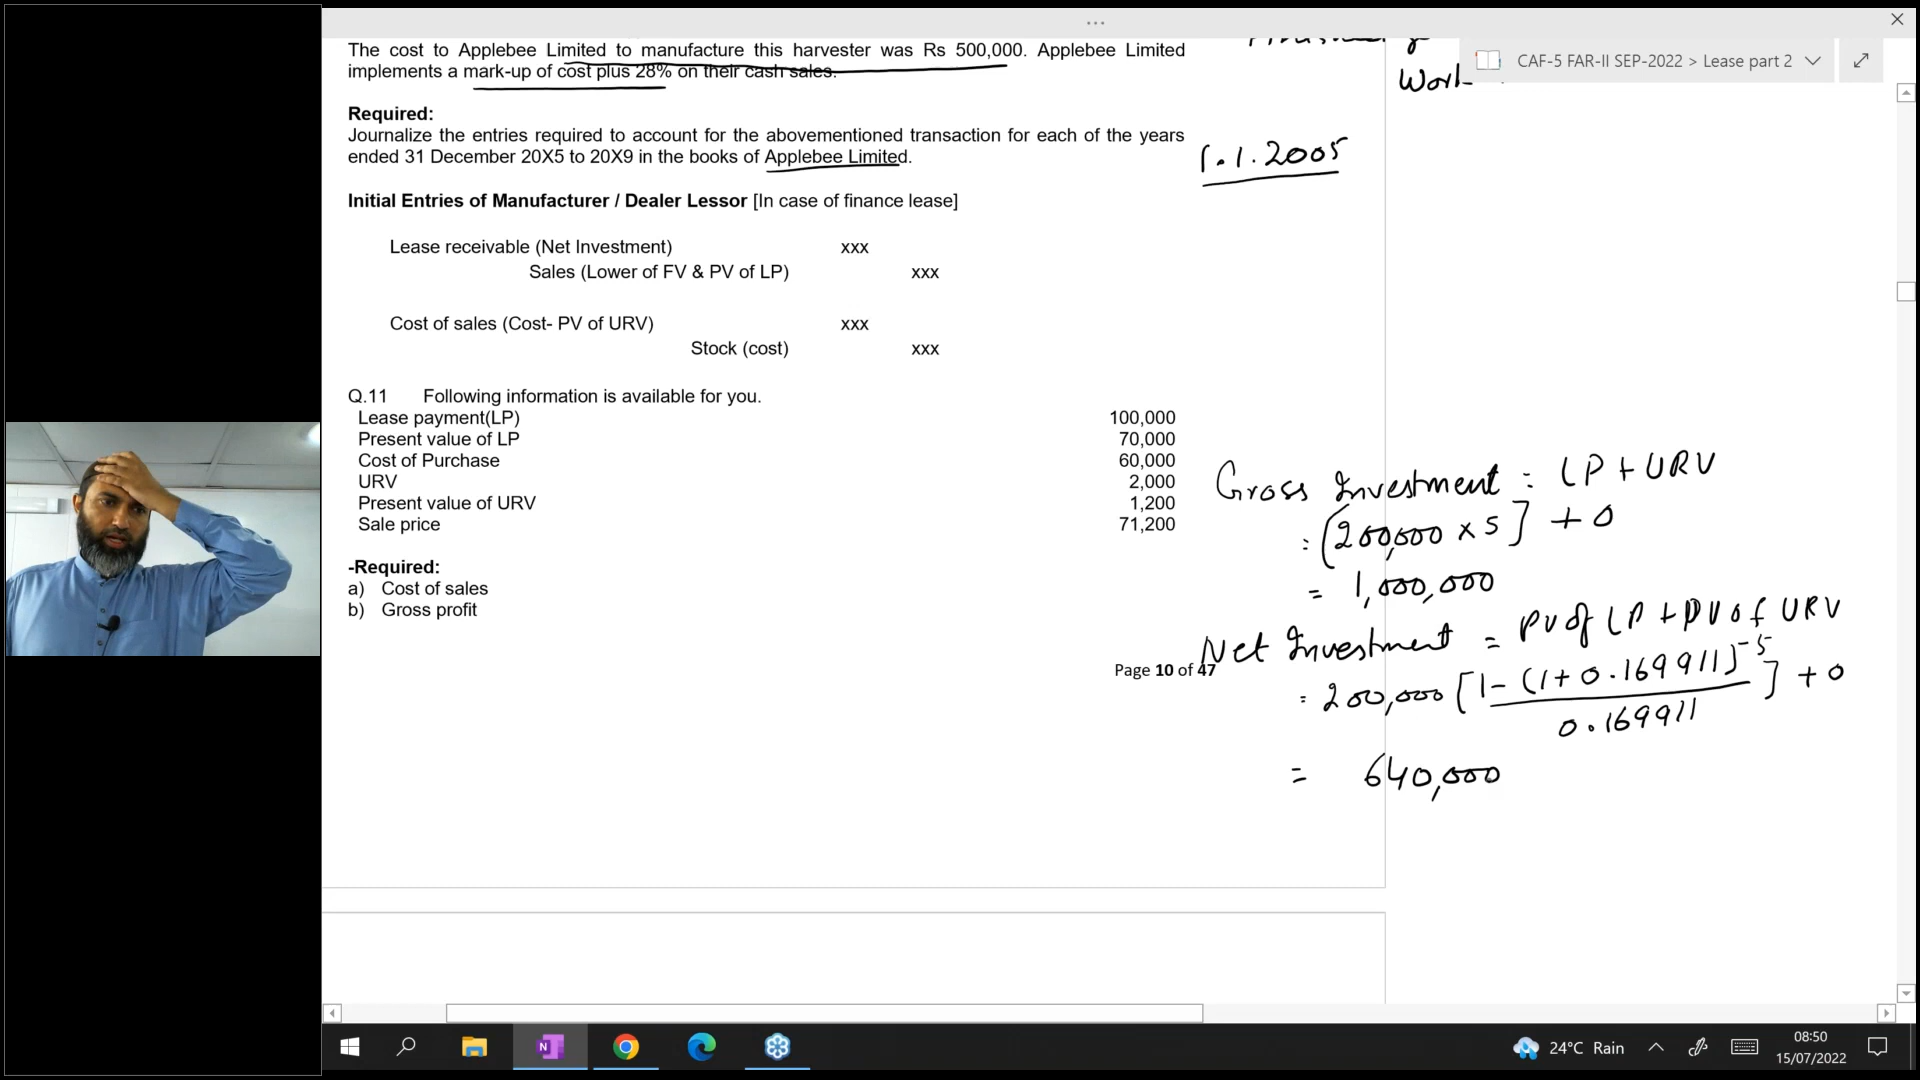 CAF-5 FAR-II SEP-2022 > Lease part 2
The cost to Applebee Limited to manufacture this harvester was Rs 500,000. Applebee Limited
implements a mark-up of cost plus 28% on their cash sales.
Work
Required:
Journalize the entries required to account for the abovementioned transaction for each of the years
ended 31 December 20X5 to 20X9 in the books of Applebee Limited.
1.1.2005
Initial Entries of Manufacturer / Dealer Lessor [In case of finance lease]
Lease receivable (Net Investment) xxx
Sales (Lower of FV & PV of LP) xxx
Cost of sales (Cost- PV of URV) xxx
Stock (cost) xxx
Q.11 Following information is available for you.
Lease payment(LP) 100,000
Present value of LP 70,000
Cost of Purchase 60,000
URV 2,000
Present value of URV 1,200
Sale price 71,200
-Required:
a) Cost of sales
b) Gross profit
Gross Investment : LP + URV
= [200,000 x 5] + 0
= 1,000,000
Net Investment = PV of LP + PV of URV
= 200,000 [1-(1+0.169911)^-5 / 0.169911] + 0
= 640,000
Page 10 of 47
24°C Rain
08:50
15/07/2022